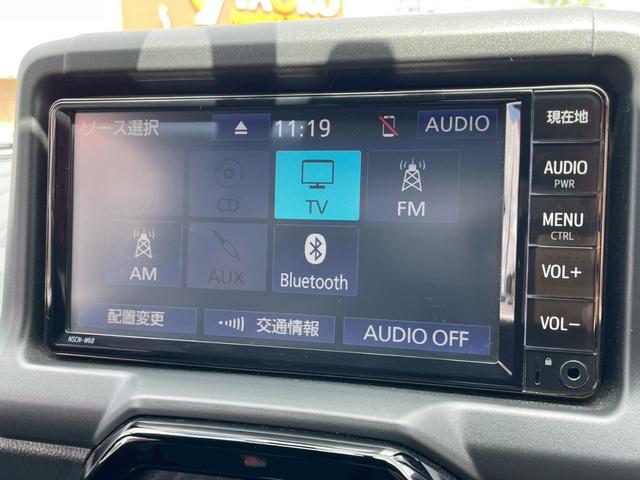 ソース選択 11:19 AUDIO
SD CD TV FM
AM AUX Bluetooth
配置変更 交通情報 AUDIO OFF
NSCN-W68
現在地
AUDIO
PWR
MENU
CTRL
VOL+
VOL−